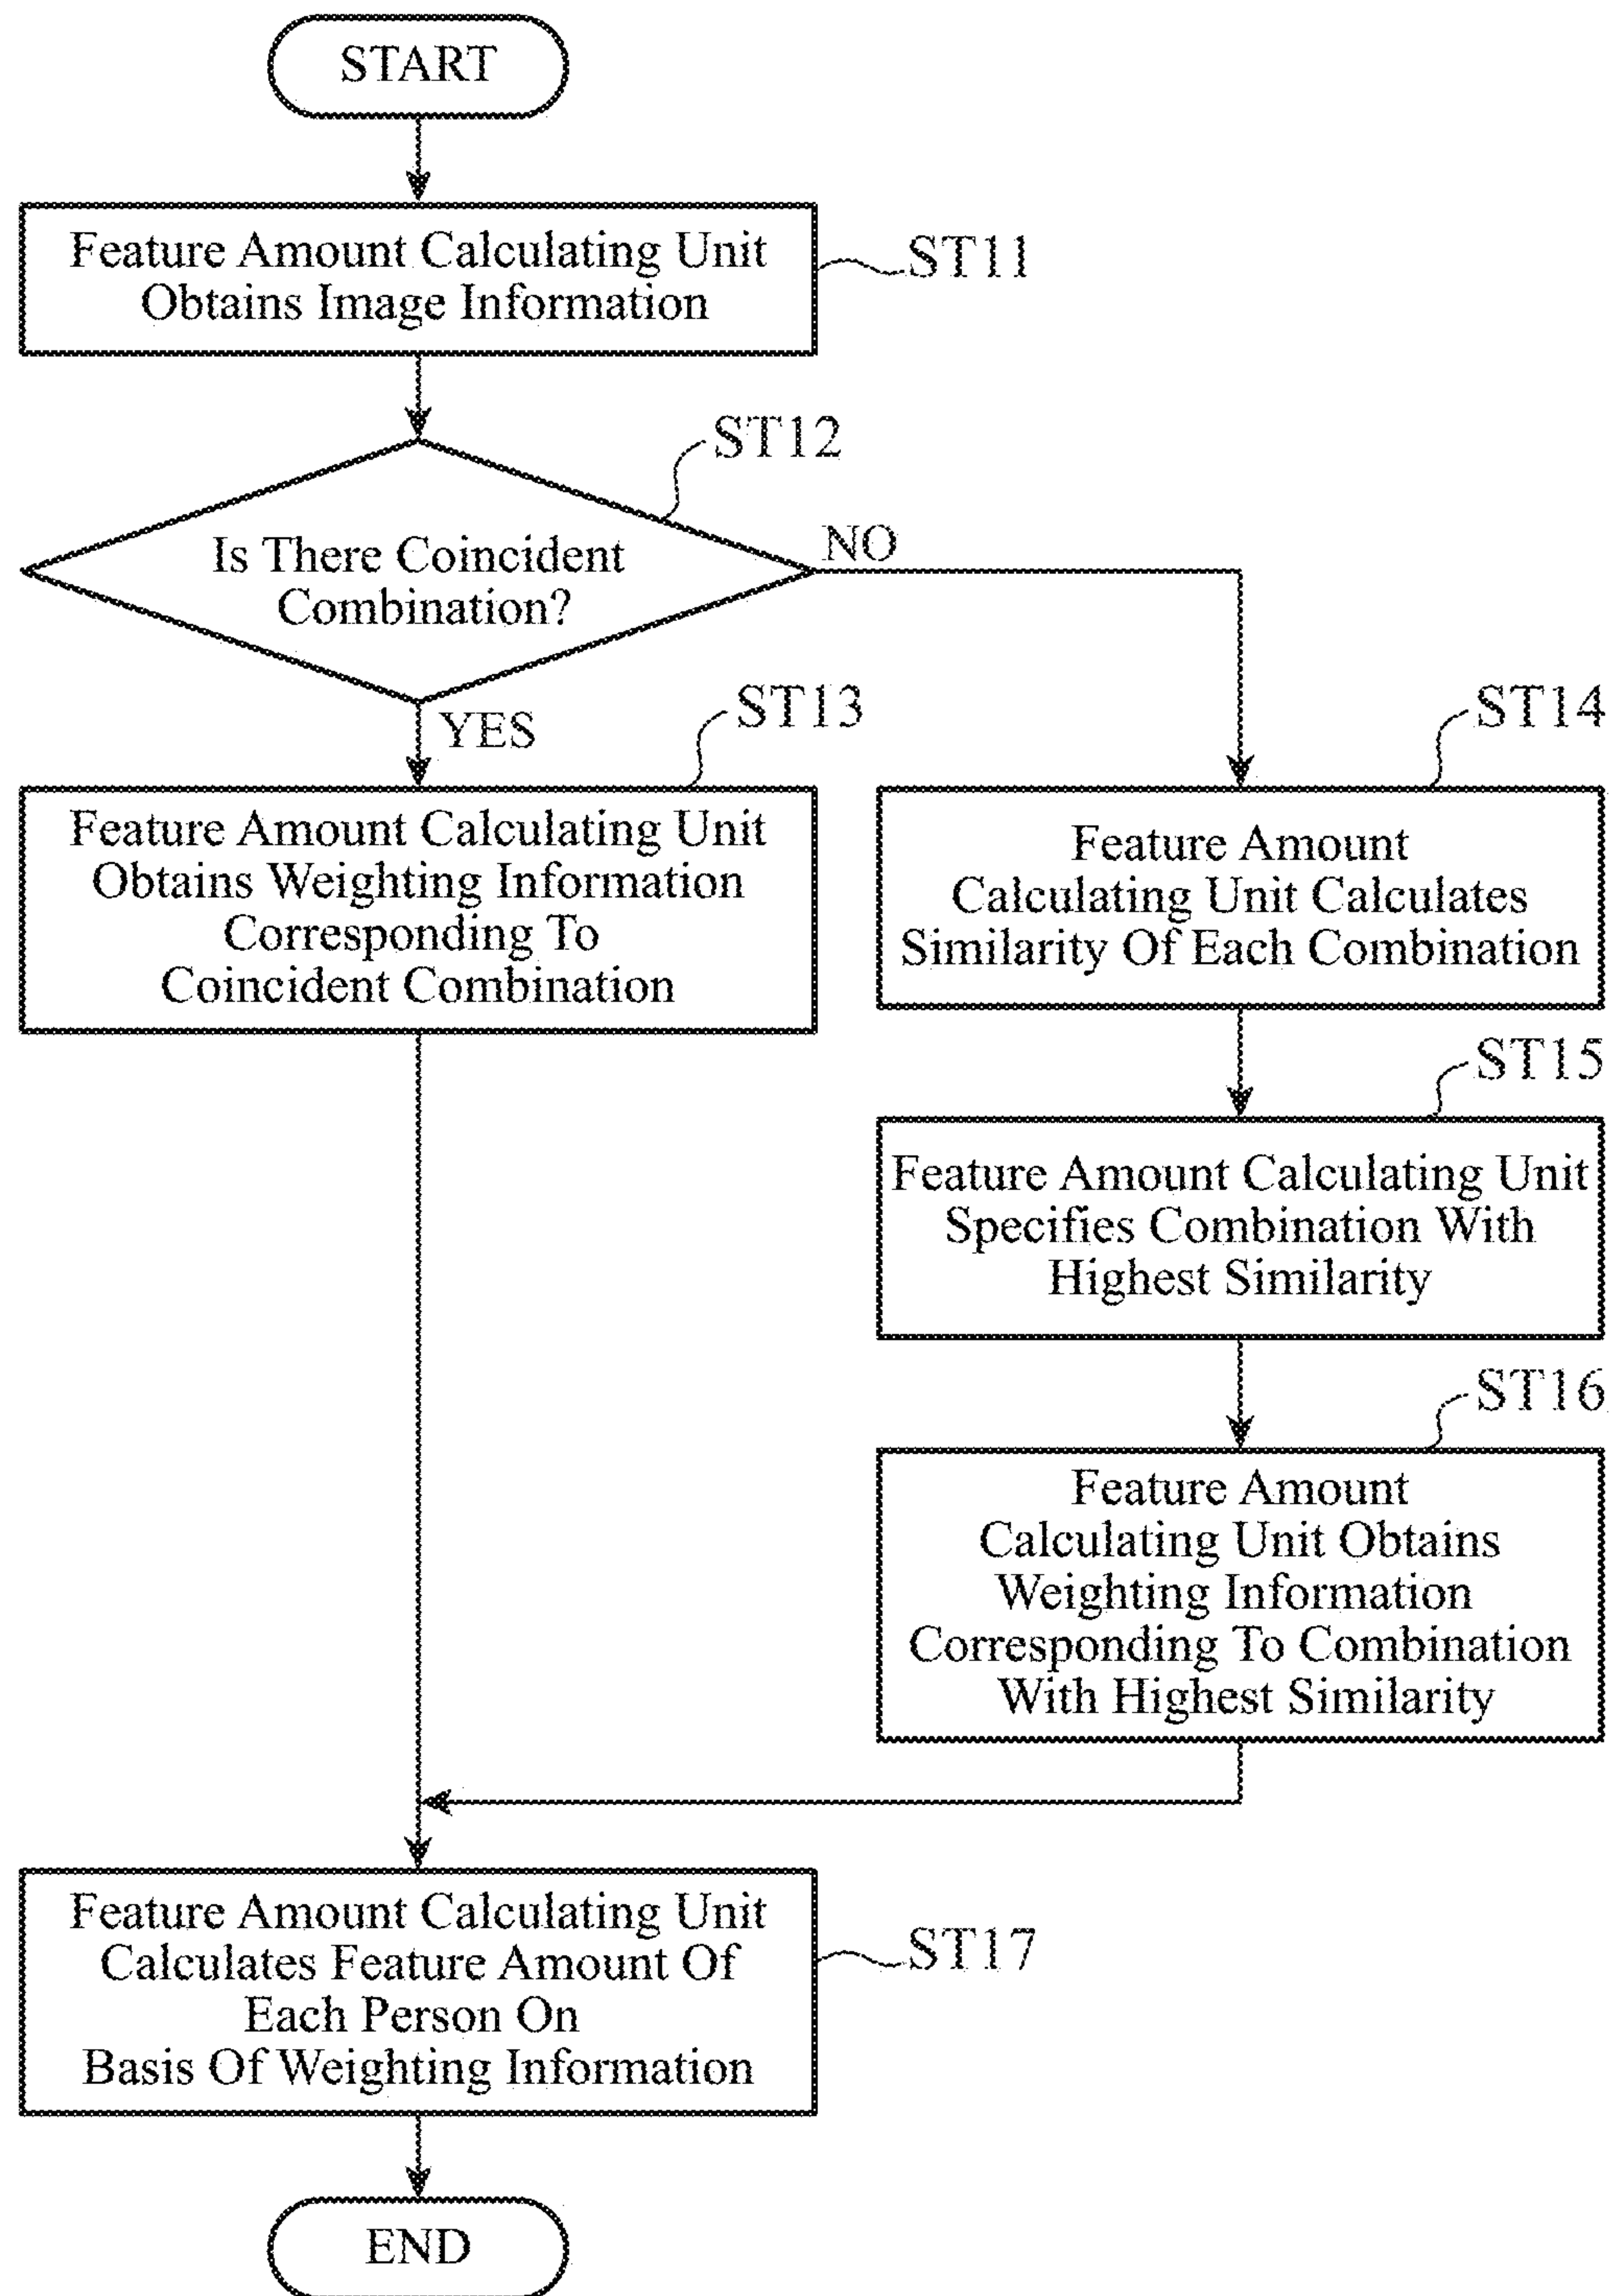 START
Feature Amount Calculating Unit
Obtains Image Information
ST11
ST12
Is There Coincident
Combination?
NO
YES
ST13
Feature Amount Calculating Unit
Obtains Weighting Information
Corresponding To
Coincident Combination
ST14
Feature Amount
Calculating Unit Calculates
Similarity Of Each Combination
ST15
Feature Amount Calculating Unit
Specifies Combination With
Highest Similarity
ST16
Feature Amount
Calculating Unit Obtains
Weighting Information
Corresponding To Combination
With Highest Similarity
Feature Amount Calculating Unit
Calculates Feature Amount Of
Each Person On
Basis Of Weighting Information
ST17
END